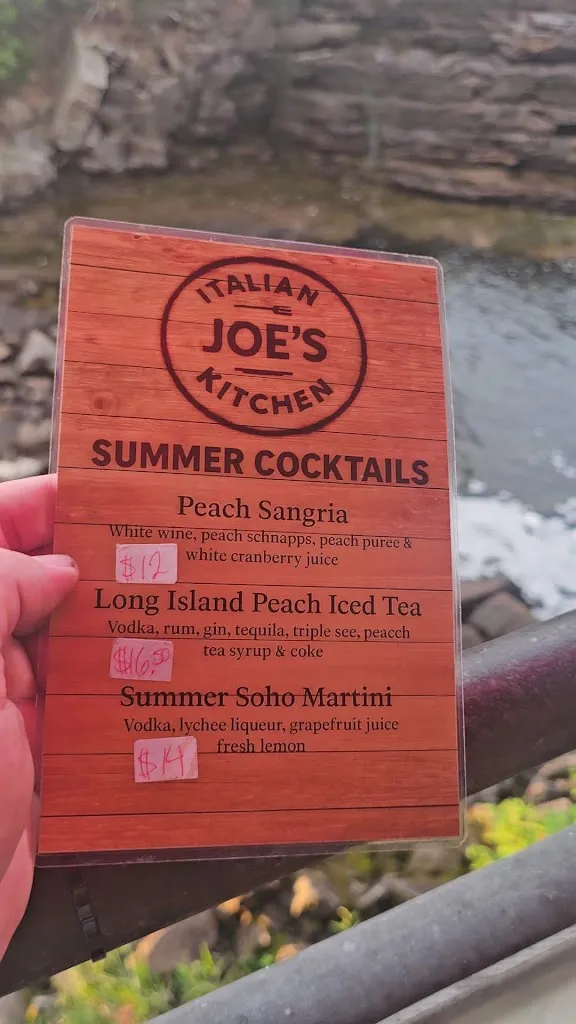 ITALIAN
JOE'S
KITCHEN
SUMMER COCKTAILS
Peach Sangria
White wine, peach schnapps, peach puree &
white cranberry juice
$12
Long Island Peach Iced Tea
Vodka, rum, gin, tequila, triple see, peacch
tea syrup & coke
$16.50
Summer Soho Martini
Vodka, lychee liqueur, grapefruit juice
fresh lemon
$14